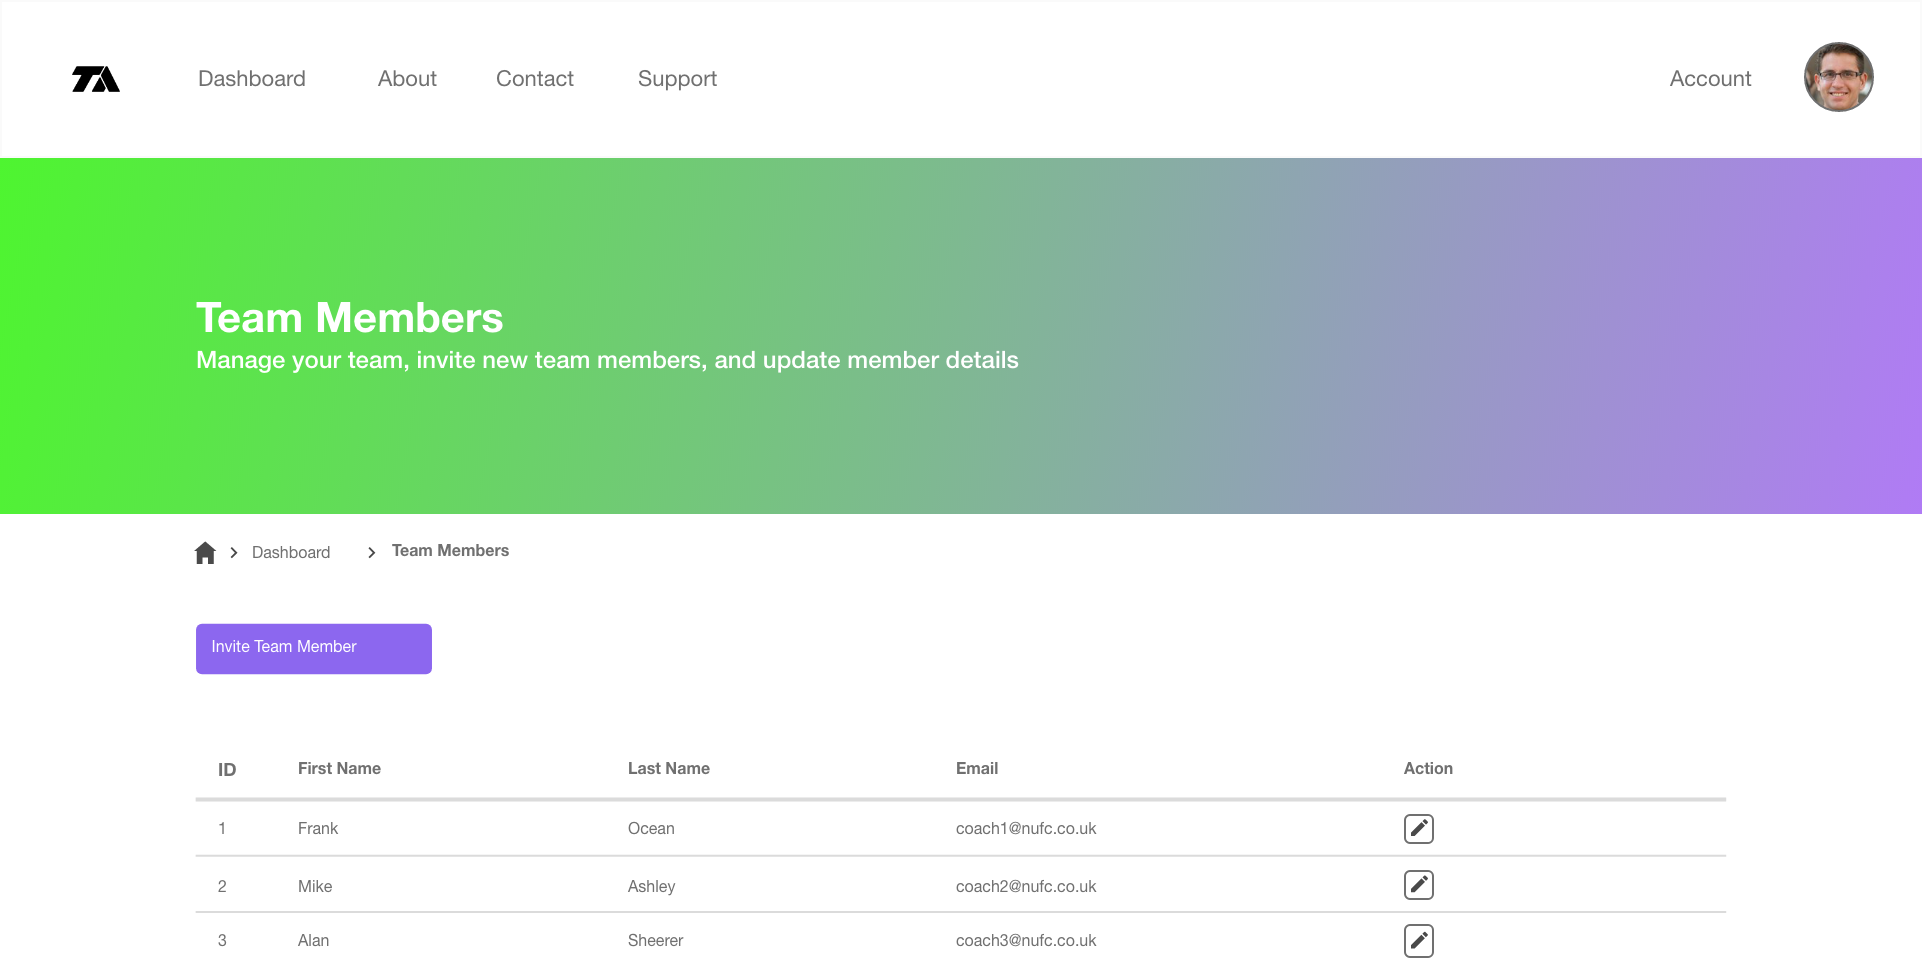 TA Dashboard About Contact Support Account
Team Members
Manage your team, invite new team members, and update member details
Dashboard Team Members
Invite Team Member
ID First Name Last Name Email Action
1 Frank Ocean coach1@nufc.co.uk
2 Mike Ashley coach2@nufc.co.uk
3 Alan Sheerer coach3@nufc.co.uk